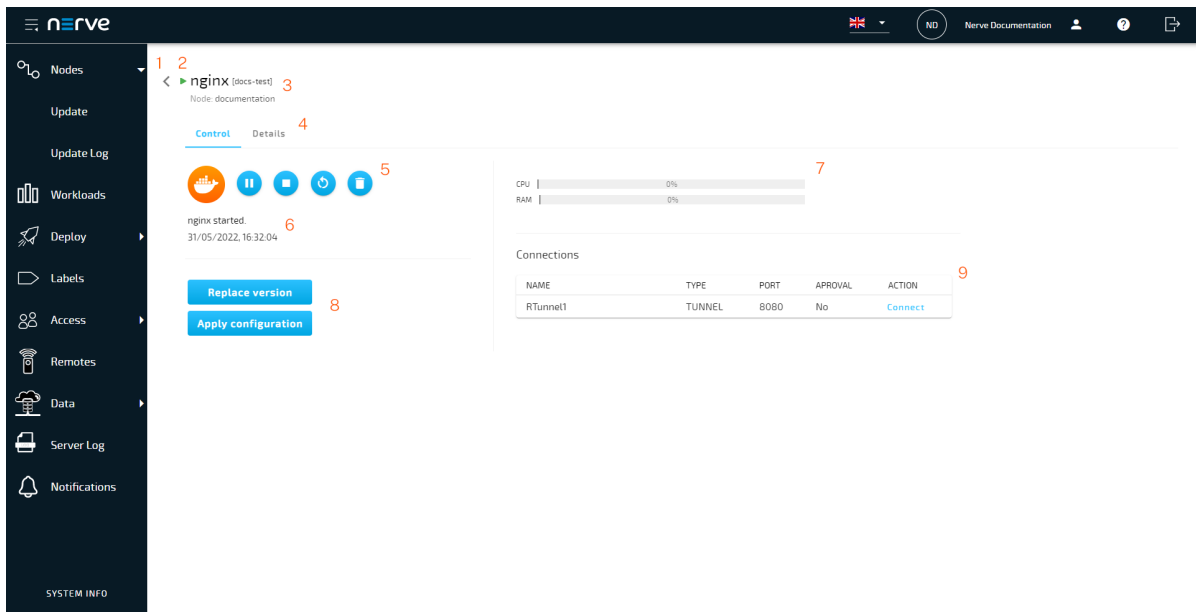 nerve
ND
Nerve Documentation
Nodes
Update
Update Log
Workloads
Deploy
Labels
Access
Remotes
Data
Server Log
Notifications
SYSTEM INFO
1 2
nginx [docs-test] 3
Node: documentation
Control Details 4
5
nginx started.
31/05/2022, 16:32:04
6
Replace version
Apply configuration
8
7
CPU 0%
RAM 0%
Connections
9
NAME TYPE PORT APROVAL ACTION
RTunnel1 TUNNEL 8080 No Connect